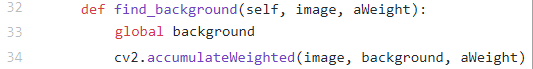 32 def find_background(self, image, aWeight):
33 global background
34 cv2.accumulateWeighted(image, background, aWeight)